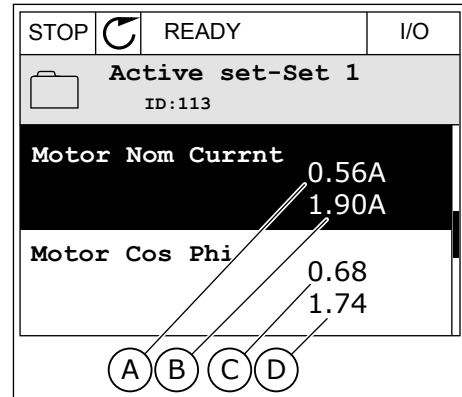 STOP READY I/O
Active set-Set 1
ID:113
Motor Nom Currnt
0.56A
1.90A
Motor Cos Phi
0.68
1.74
A B C D